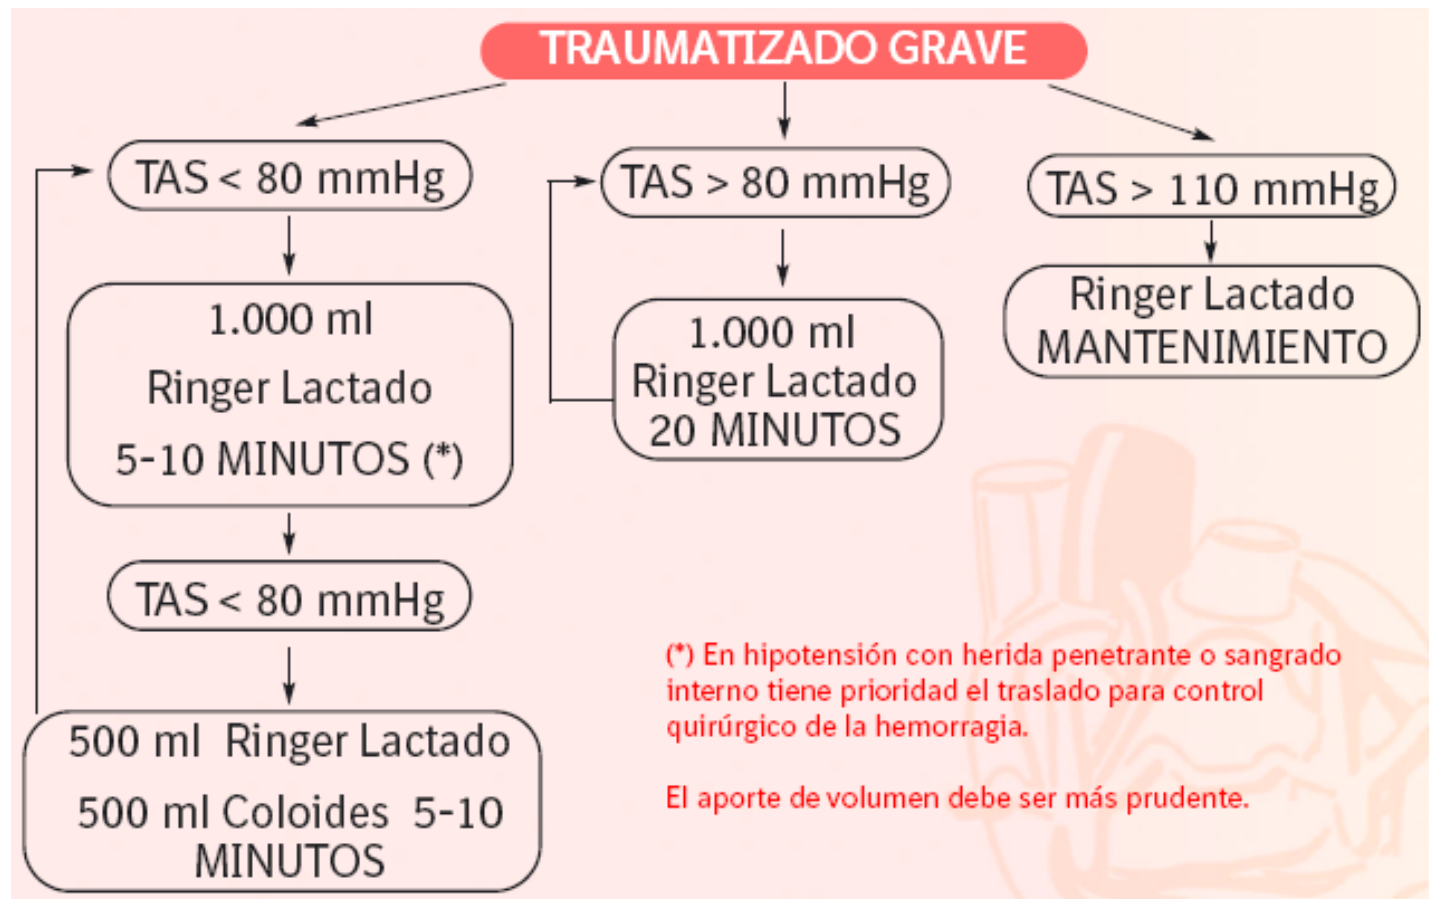 TRAUMATIZADO GRAVE
TAS < 80 mmHg
1.000 ml
Ringer Lactado
5-10 MINUTOS (*)
TAS < 80 mmHg
500 ml Ringer Lactado
500 ml Coloides 5-10
MINUTOS
TAS > 80 mmHg
1.000 ml
Ringer Lactado
20 MINUTOS
TAS > 110 mmHg
Ringer Lactado
MANTENIMIENTO
(*) En hipotensión con herida penetrante o sangrado
interno tiene prioridad el traslado para control
quirúrgico de la hemorragia.
El aporte de volumen debe ser más prudente.